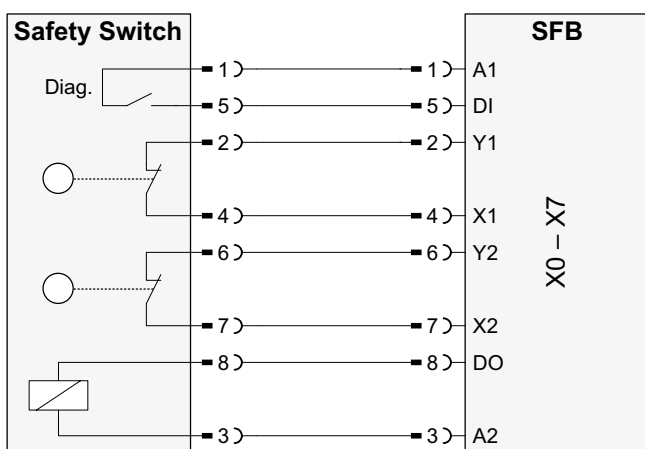 Safety Switch SFB
1 1 A1
Diag.
5 5 DI
2 2 Y1
4 4 X1
6 6 Y2
X0 – X7
7 7 X2
8 8 DO
3 3 A2